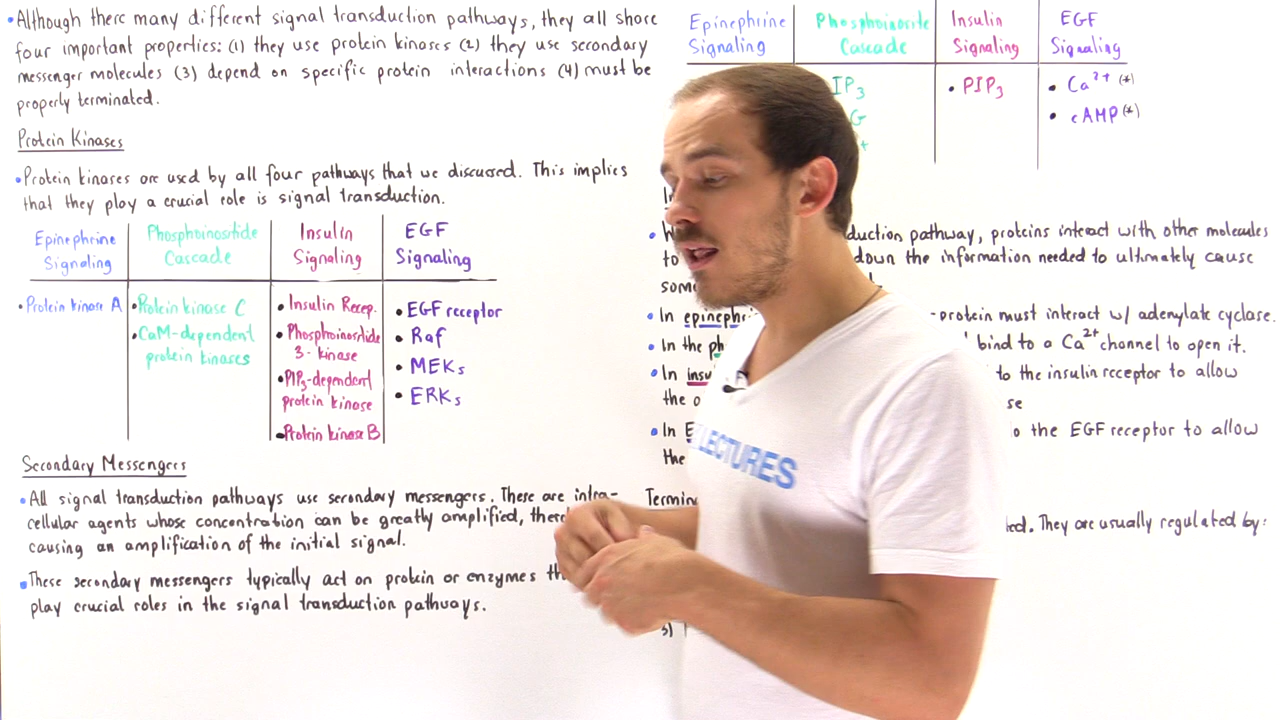 •Although there many different signal transduction pathways, they all share
four important properties: (1) they use protein kinases (2) they use secondary
messenger molecules (3) depend on specific protein interactions (4) must be
properly terminated.
Protein Kinases
•Protein kinases are used by all four pathways that we discussed. This implies
that they play a crucial role is signal transduction.
Epinephrine Signaling
Phosphoinositide Cascade
Insulin Signaling
EGF Signaling
•Protein kinase A
•Protein kinase C
•CaM-dependent
protein kinases
•Insulin Recep.
•Phosphoinositide
3-kinase
•PIP3-dependent
protein kinase
•Protein kinase B
•EGF receptor
•Raf
•MEKs
•ERKs
Secondary Messengers
•All signal transduction pathways use secondary messengers. These are intra-
cellular agents whose concentration can be greatly amplified,
causing an amplification of the initial signal.
•These secondary messengers typically act on protein or enzymes
play crucial roles in the signal transduction pathways.
Epinephrine Signaling
Phosphoinositide Cascade
Insulin Signaling
EGF Signaling
IP3
G
+
•PIP3
•Ca2+ (*)
•cAMP(*)
duction pathway, proteins interact with other molecules
to down the information needed to ultimately cause
som
•In epinephri -protein must interact w/ adenylate cyclase.
•In the ph bind to a Ca2+ channel to open it.
•In insu to the insulin receptor to allow
the se
•In E o the EGF receptor to allow
the
Termin
ted. They are usually regulated by:
3)
LECTURES